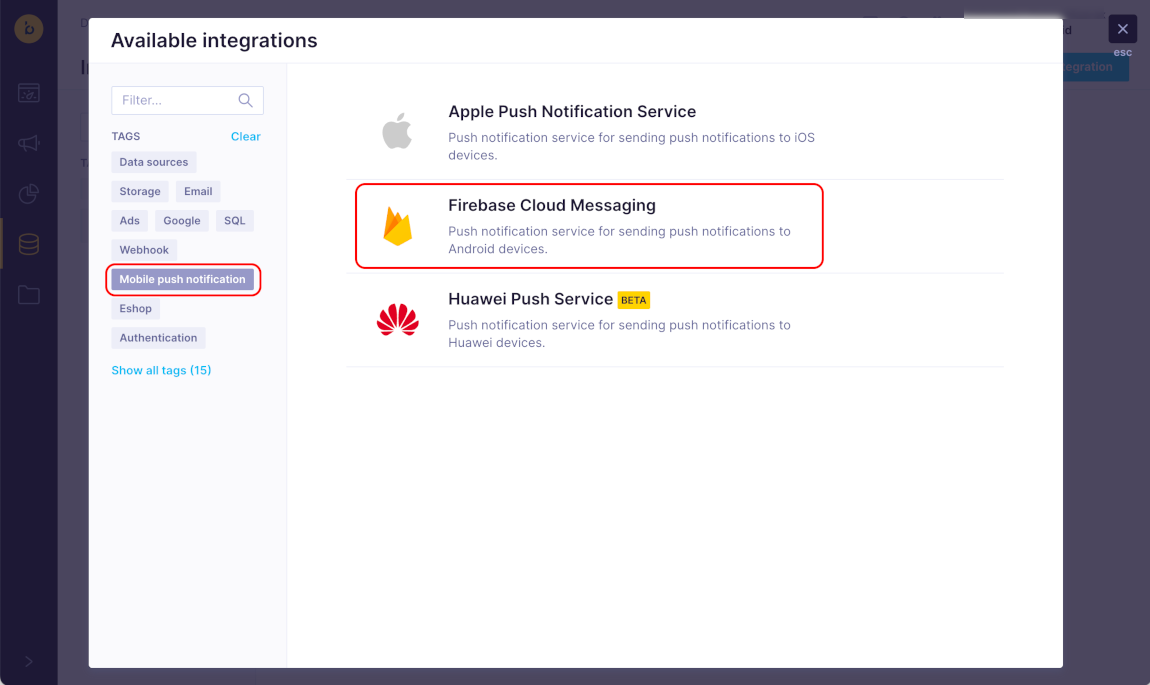 Available integrations
esc
Filter...
TAGS
Clear
Data sources
Storage
Email
Ads
Google
SQL
Webhook
Mobile push notification
Eshop
Authentication
Show all tags (15)
Apple Push Notification Service
Push notification service for sending push notifications to iOS
devices.
Firebase Cloud Messaging
Push notification service for sending push notifications to
Android devices.
Huawei Push Service BETA
Push notification service for sending push notifications to
Huawei devices.